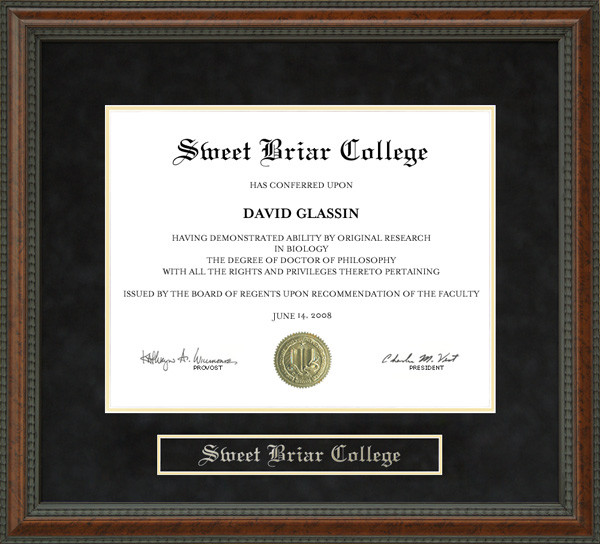 Sweet Briar College
HAS CONFERRED UPON
DAVID GLASSIN
HAVING DEMONSTRATED ABILITY BY ORIGINAL RESEARCH
IN BIOLOGY
THE DEGREE OF DOCTOR OF PHILOSOPHY
WITH ALL THE RIGHTS AND PRIVILEGES THERETO PERTAINING
ISSUED BY THE BOARD OF REGENTS UPON RECOMMENDATION OF THE FACULTY
JUNE 14, 2008
Charles M. Vest
PROVOST
PRESIDENT
Sweet Briar College